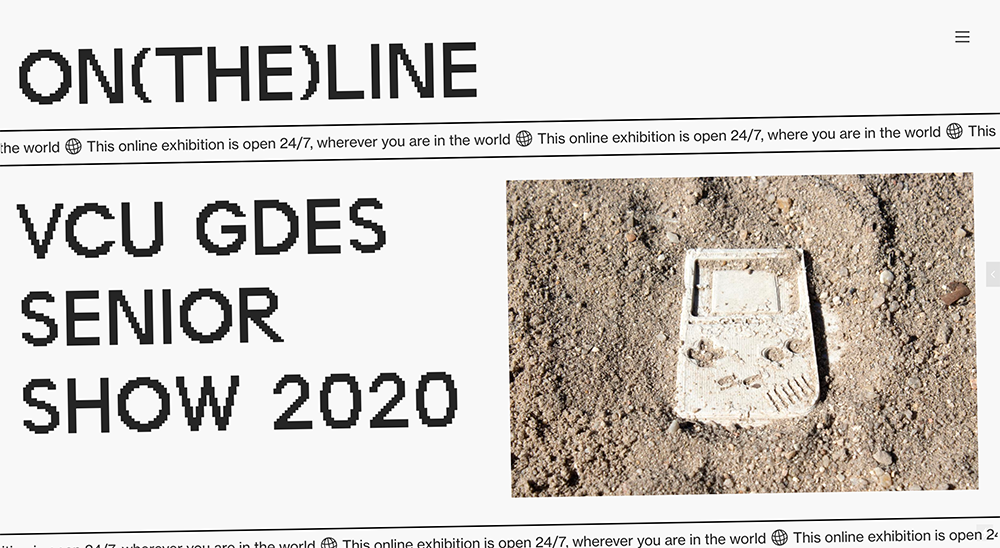 ON(THE)LINE
the world This online exhibition is open 24/7, wherever you are in the world This online exhibition is open 24/7, where you are in the world This
VCU GDES
SENIOR
SHOW 2020
is open 24/7, wherever you are in the world This online exhibition is open 24/7, wherever you are in the world This online exhibition is open 2